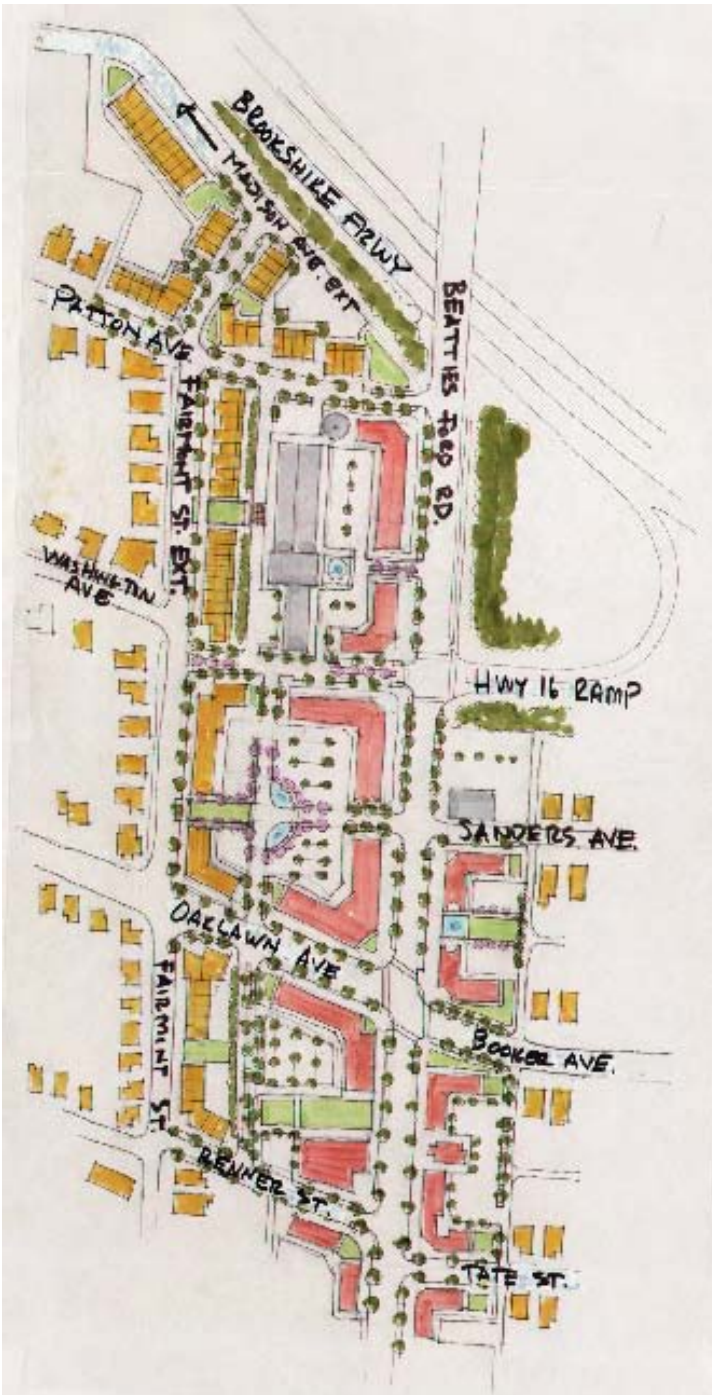 BROOKSHIRE FRWY
MADISON AVE. EXT
BEATTIES FORD RD.
PATTON AVE.
FAIRMONT ST. EXT.
WASHINGTON
AVE
HWY 16 RAMP
SANDERS AVE.
OAKLAWN AVE
FAIRMONT ST.
BOOKER AVE.
RENNER ST.
TATE ST.